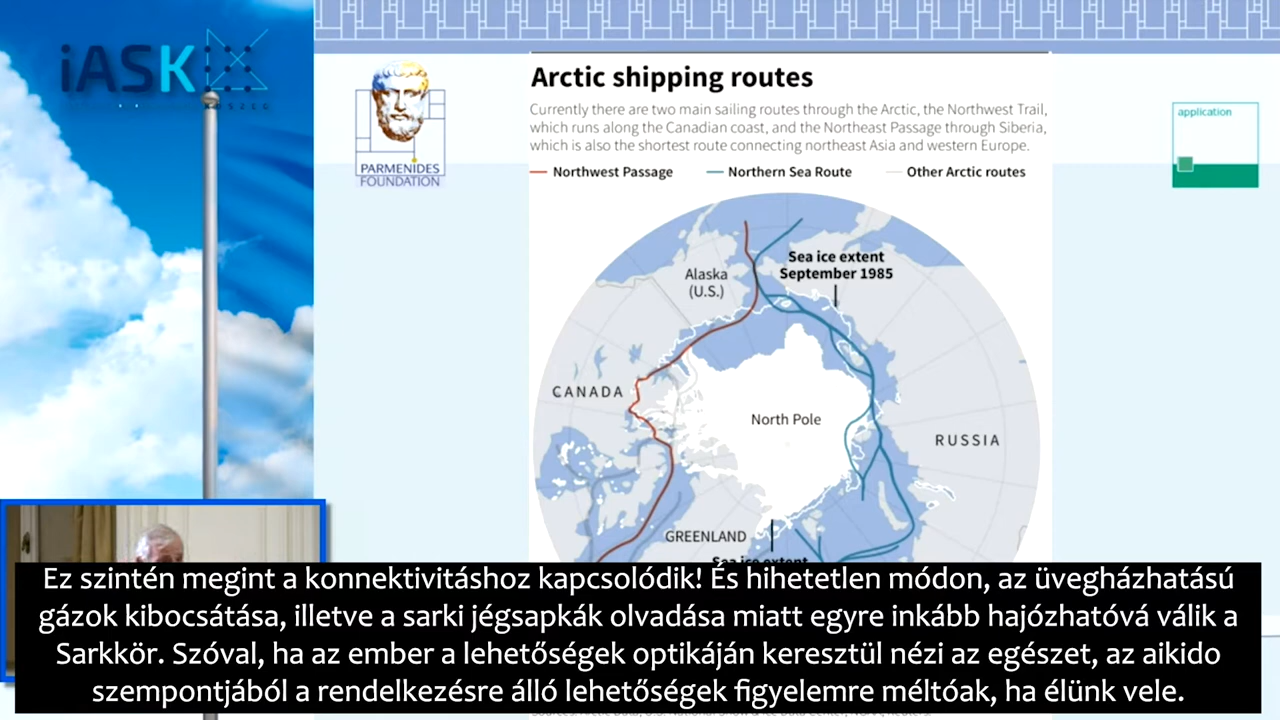 iASK
KŐSZEG
PARMENIDES
FOUNDATION
application
Arctic shipping routes
Currently there are two main sailing routes through the Arctic, the Northwest Trail,
which runs along the Canadian coast, and the Northeast Passage through Siberia,
which is also the shortest route connecting northeast Asia and western Europe.
Northwest Passage Northern Sea Route Other Arctic routes
Sea ice extent
September 1985
Alaska
(U.S.)
CANADA
North Pole
RUSSIA
GREENLAND
Sea ice extent
Ez szintén megint a konnektivitáshoz kapcsolódik! És hihetetlen módon, az üvegházhatású
gázok kibocsátása, illetve a sarki jégsapkák olvadása miatt egyre inkább hajózhatóvá válik a
Sarkkör. Szóval, ha az ember a lehetőségek optikáján keresztül nézi az egészet, az aikido
szempontjából a rendelkezésre álló lehetőségek figyelemre méltóak, ha élünk vele.